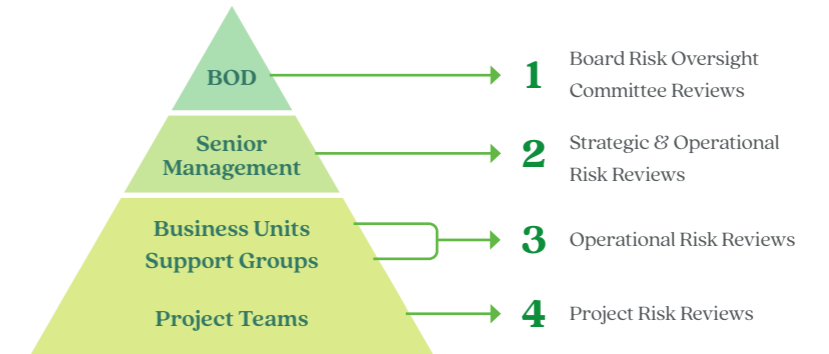 BOD
1
Board Risk Oversight
Committee Reviews
Senior
Management
2
Strategic & Operational
Risk Reviews
Business Units
Support Groups
3
Operational Risk Reviews
Project Teams
4
Project Risk Reviews